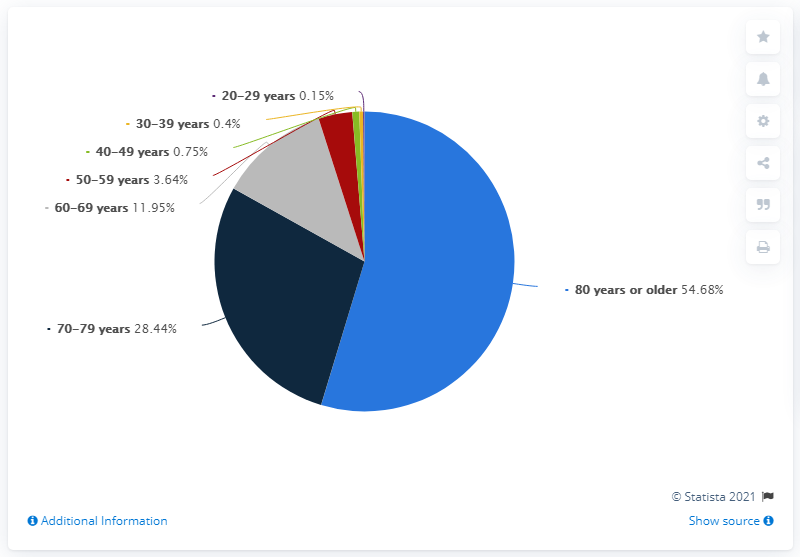 20–29 years 0.15%
30–39 years 0.4%
40–49 years 0.75%
50–59 years 3.64%
60–69 years 11.95%
80 years or older 54.68%
70–79 years 28.44%
© Statista 2021
Additional Information
Show source